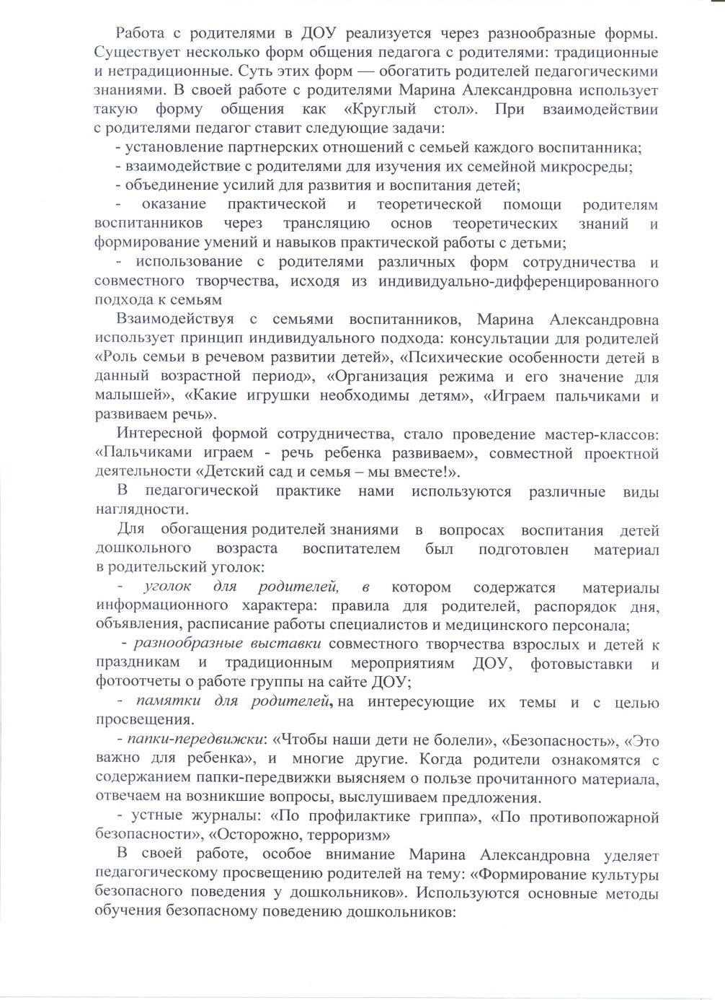 Работа с родителями в ДОУ реализуется через разнообразные формы.
Существует несколько форм общения педагога с родителями: традиционные
и нетрадиционные. Суть этих форм — обогатить родителей педагогическими
знаниями. В своей работе с родителями Марина Александровна использует
такую форму общения как «Круглый стол». При взаимодействии
с родителями педагог ставит следующие задачи:
- установление партнерских отношений с семьей каждого воспитанника;
- взаимодействие с родителями для изучения их семейной микросреды;
- объединение усилий для развития и воспитания детей;
- оказание практической и теоретической помощи родителям
воспитанников через трансляцию основ теоретических знаний и
формирование умений и навыков практической работы с детьми;
- использование с родителями различных форм сотрудничества и
совместного творчества, исходя из индивидуально-дифференцированного
подхода к семьям
Взаимодействуя с семьями воспитанников, Марина Александровна
использует принцип индивидуального подхода: консультации для родителей
«Роль семьи в речевом развитии детей», «Психические особенности детей в
данный возрастной период», «Организация режима и его значение для
малышей», «Какие игрушки необходимы детям», «Играем пальчиками и
развиваем речь».
Интересной формой сотрудничества, стало проведение мастер-классов:
«Пальчиками играем - речь ребенка развиваем», совместной проектной
деятельности «Детский сад и семья – мы вместе!».
В педагогической практике нами используются различные виды
наглядности.
Для обогащения родителей знаниями в вопросах воспитания детей
дошкольного возраста воспитателем был подготовлен материал
в родительский уголок:
- уголок для родителей, в котором содержатся материалы
информационного характера: правила для родителей, распорядок дня,
объявления, расписание работы специалистов и медицинского персонала;
- разнообразные выставки совместного творчества взрослых и детей к
праздникам и традиционным мероприятиям ДОУ, фотовыставки и
фотоотчеты о работе группы на сайте ДОУ;
- памятки для родителей, на интересующие их темы и с целью
просвещения.
- папки-передвижки: «Чтобы наши дети не болели», «Безопасность», «Это
важно для ребенка», и многие другие. Когда родители ознакомятся с
содержанием папки-передвижки выясняем о пользе прочитанного материала,
отвечаем на возникшие вопросы, выслушиваем предложения.
- устные журналы: «По профилактике гриппа», «По противопожарной
безопасности», «Осторожно, терроризм»
В своей работе, особое внимание Марина Александровна уделяет
педагогическому просвещению родителей на тему: «Формирование культуры
безопасного поведения у дошкольников». Используются основные методы
обучения безопасному поведению дошкольников: